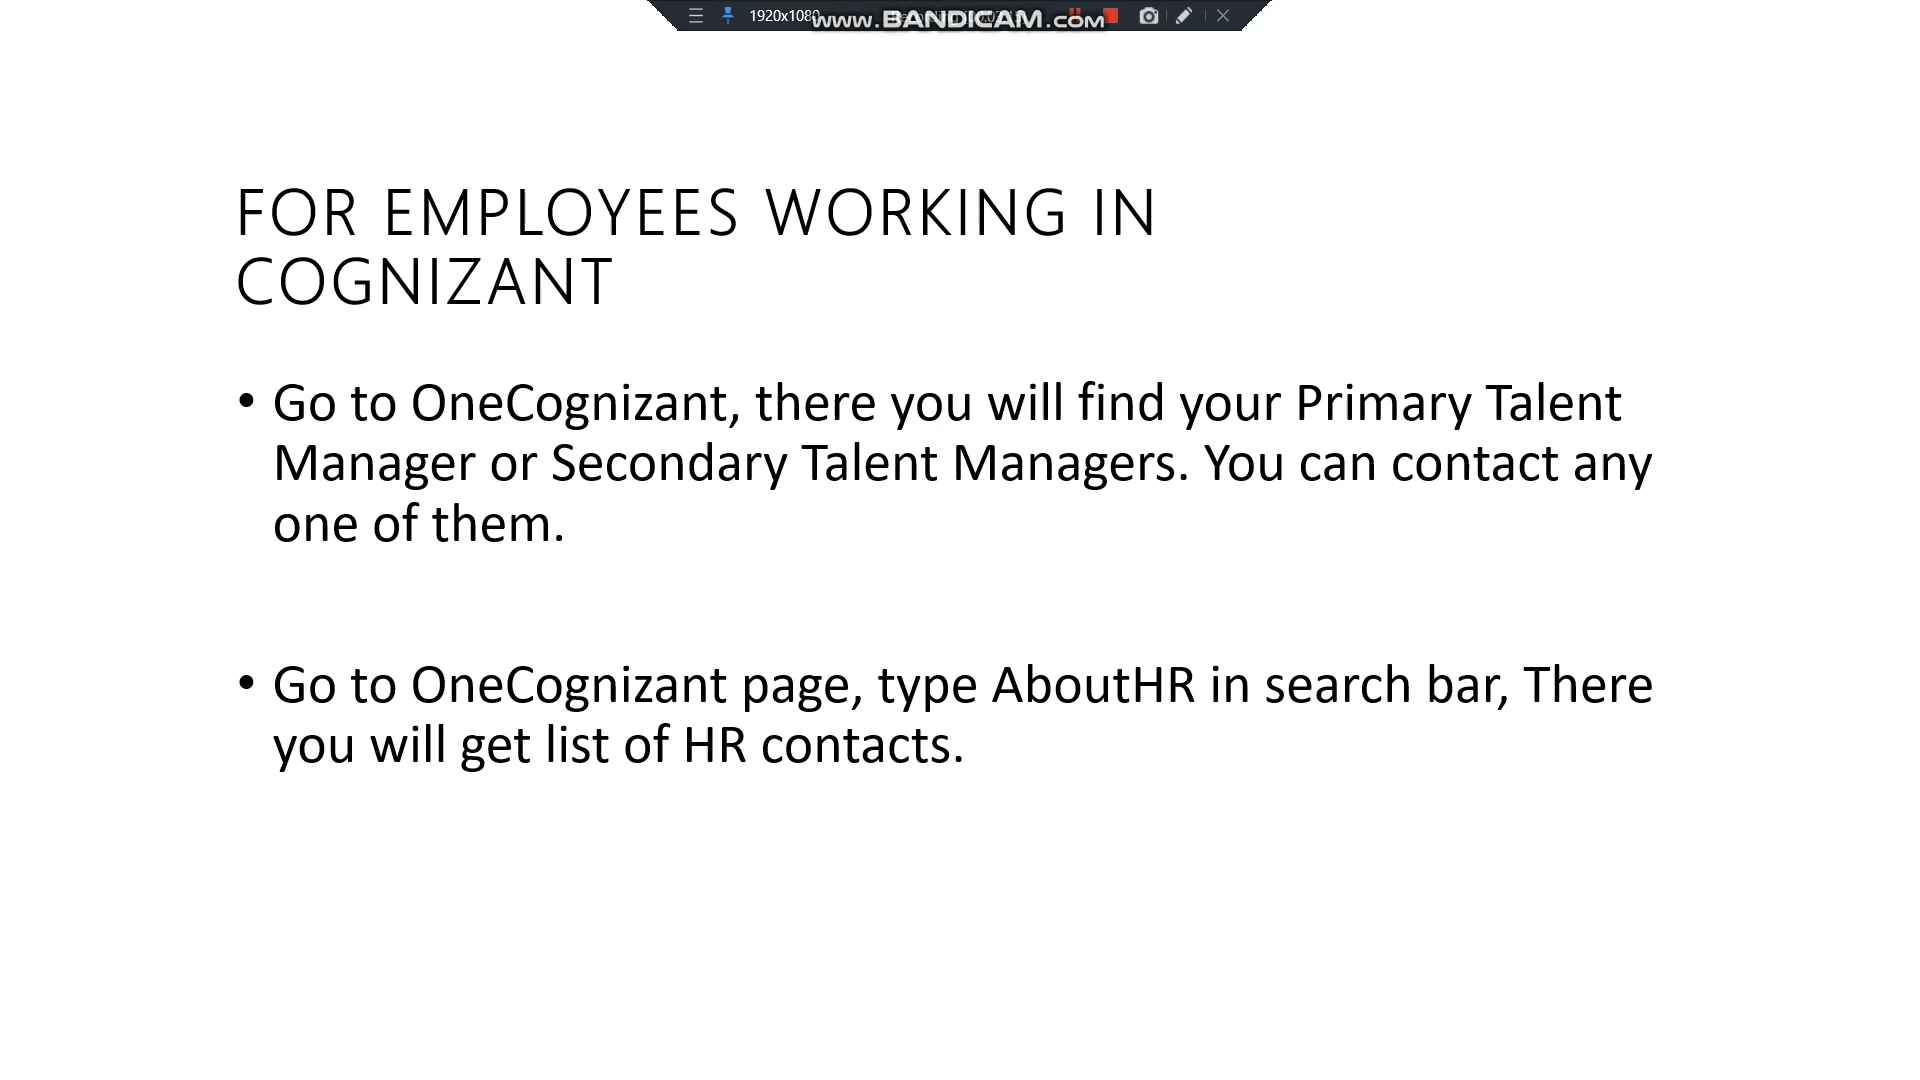 1920x1080
www.BANDICAM.com
FOR EMPLOYEES WORKING IN
COGNIZANT
• Go to OneCognizant, there you will find your Primary Talent
Manager or Secondary Talent Managers. You can contact any
one of them.
• Go to OneCognizant page, type AboutHR in search bar, There
you will get list of HR contacts.